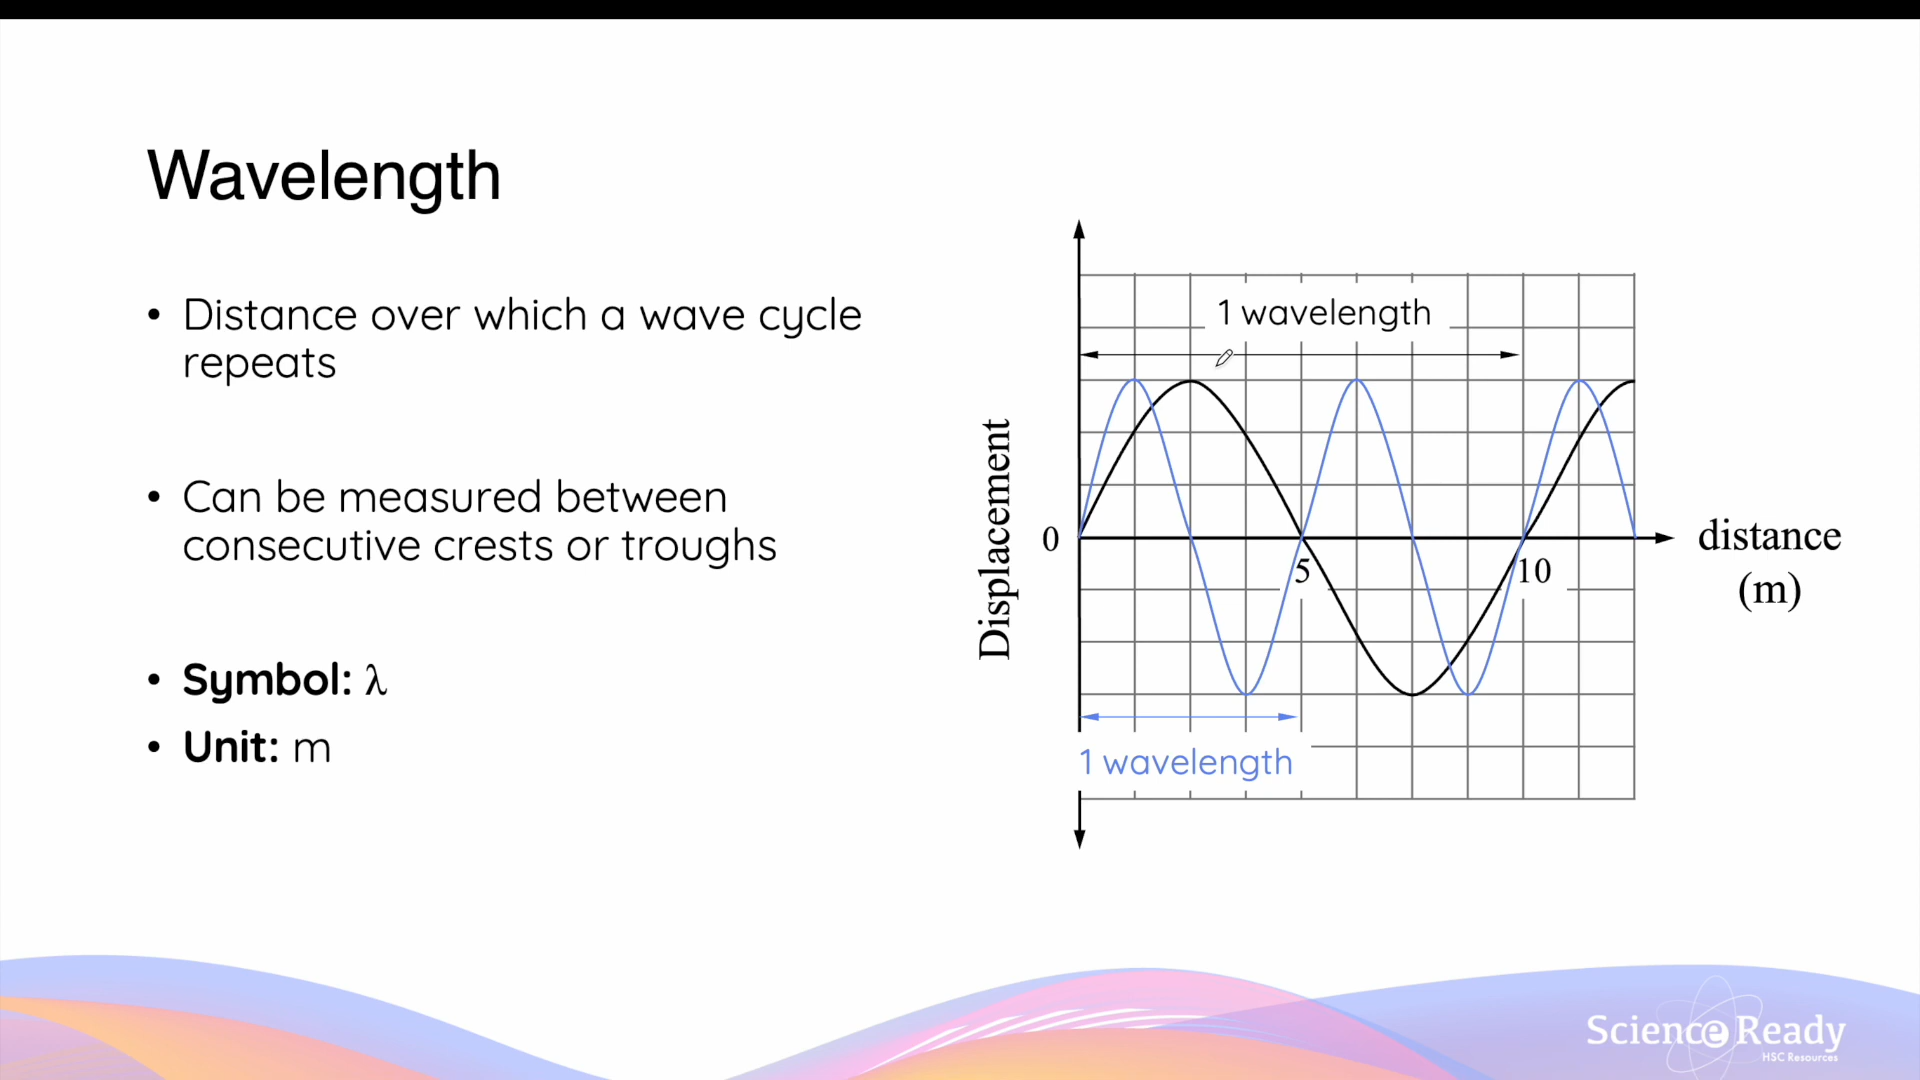 Wavelength
• Distance over which a wave cycle
repeats
• Can be measured between
consecutive crests or troughs
• Symbol: λ
• Unit: m
1 wavelength
Displacement
0
5
10
distance
(m)
1 wavelength
Science Ready
HSC Resources